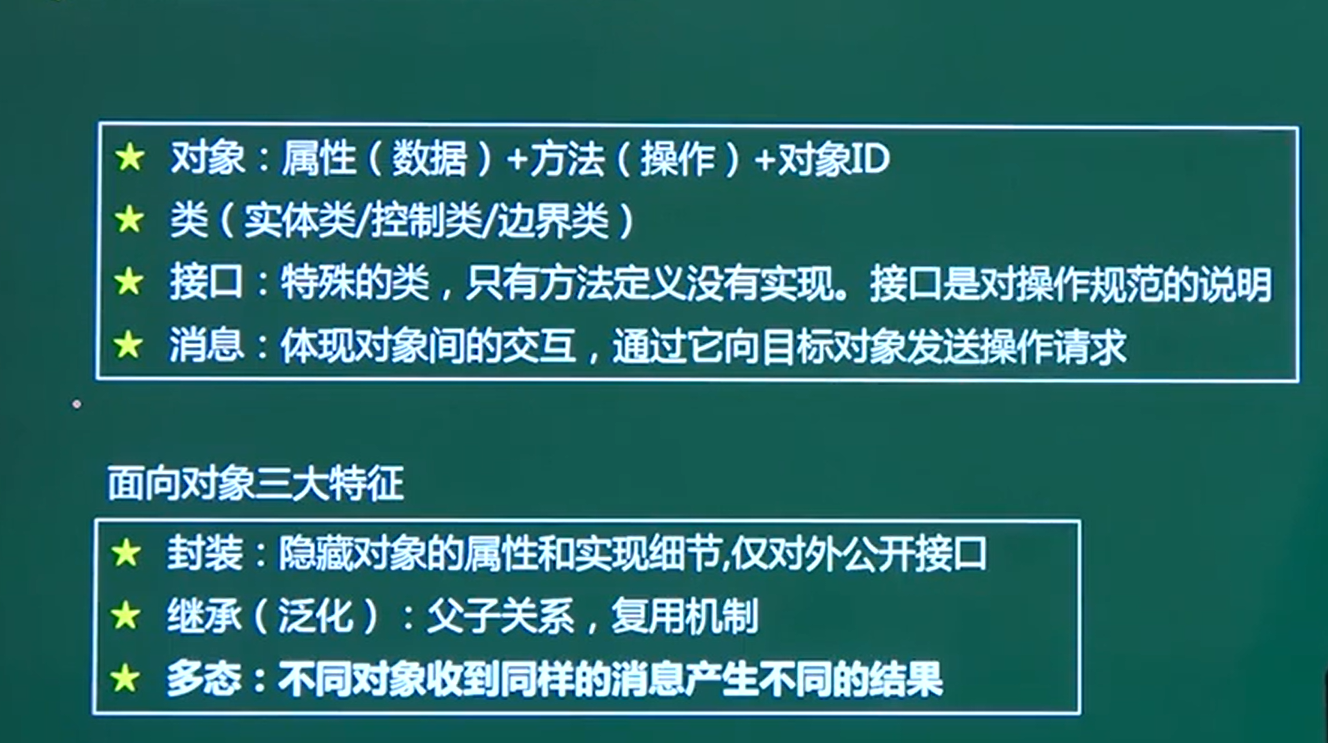 ★ 对象：属性（数据）+方法（操作）+对象ID
★ 类（实体类/控制类/边界类）
★ 接口：特殊的类，只有方法定义没有实现。接口是对操作规范的说明
★ 消息：体现对象间的交互，通过它向目标对象发送操作请求
面向对象三大特征
★ 封装：隐藏对象的属性和实现细节,仅对外公开接口
★ 继承（泛化）：父子关系，复用机制
★ 多态：不同对象收到同样的消息产生不同的结果